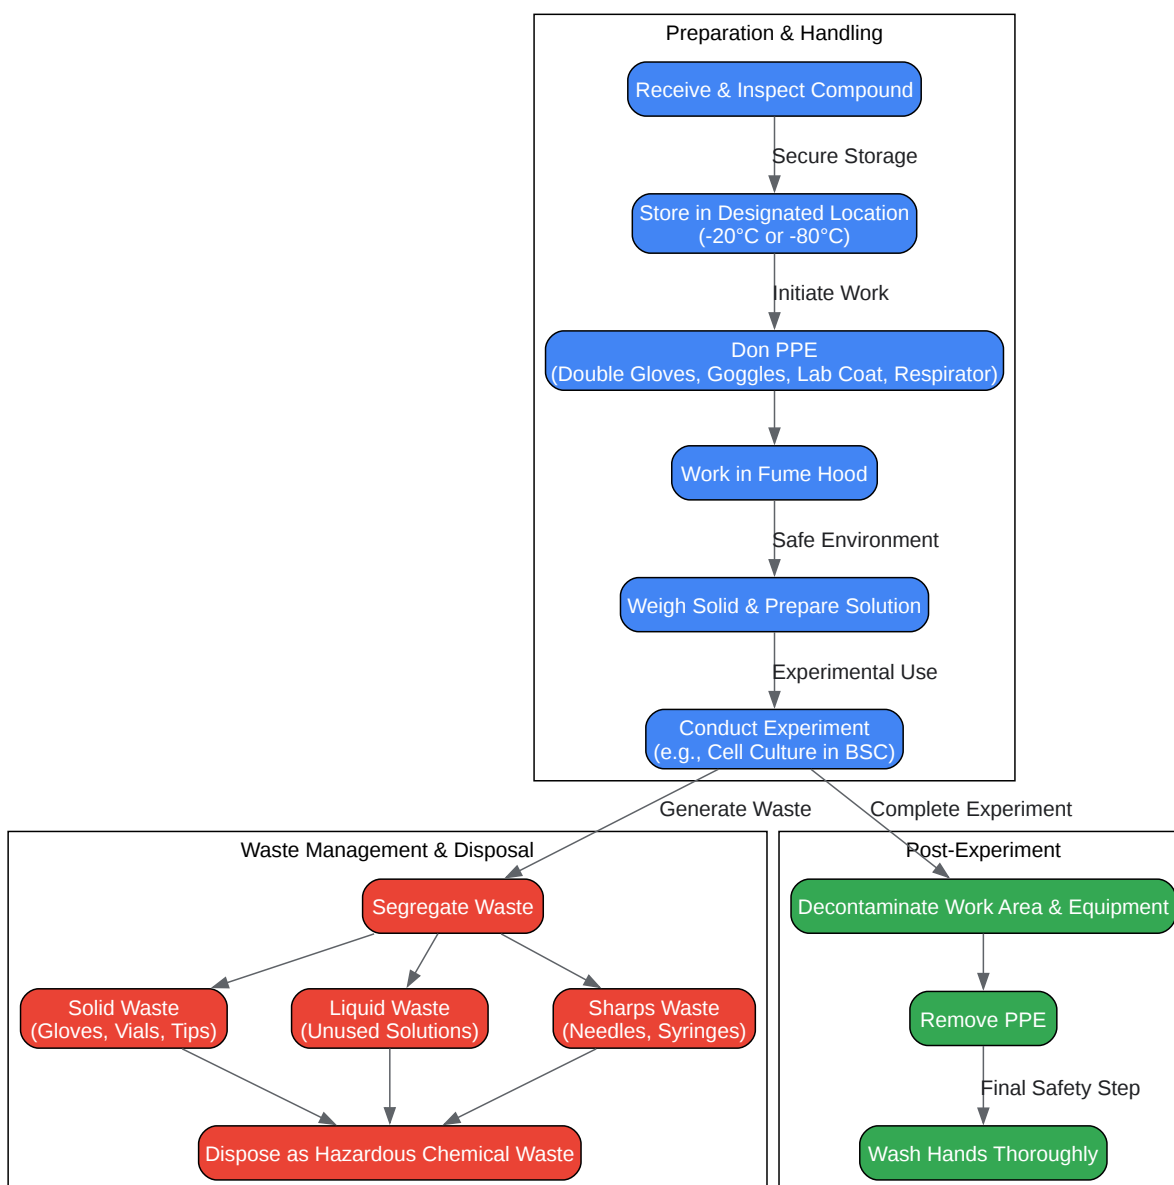 Preparation & Handling
Receive & Inspect Compound
Secure Storage
Store in Designated Location
(-20°C or -80°C)
Initiate Work
Don PPE
(Double Gloves, Goggles, Lab Coat, Respirator)
Work in Fume Hood
Safe Environment
Weigh Solid & Prepare Solution
Experimental Use
Conduct Experiment
(e.g., Cell Culture in BSC)
Generate Waste
Complete Experiment
Waste Management & Disposal
Segregate Waste
Solid Waste
(Gloves, Vials, Tips)
Liquid Waste
(Unused Solutions)
Sharps Waste
(Needles, Syringes)
Dispose as Hazardous Chemical Waste
Post-Experiment
Decontaminate Work Area & Equipment
Remove PPE
Final Safety Step
Wash Hands Thoroughly